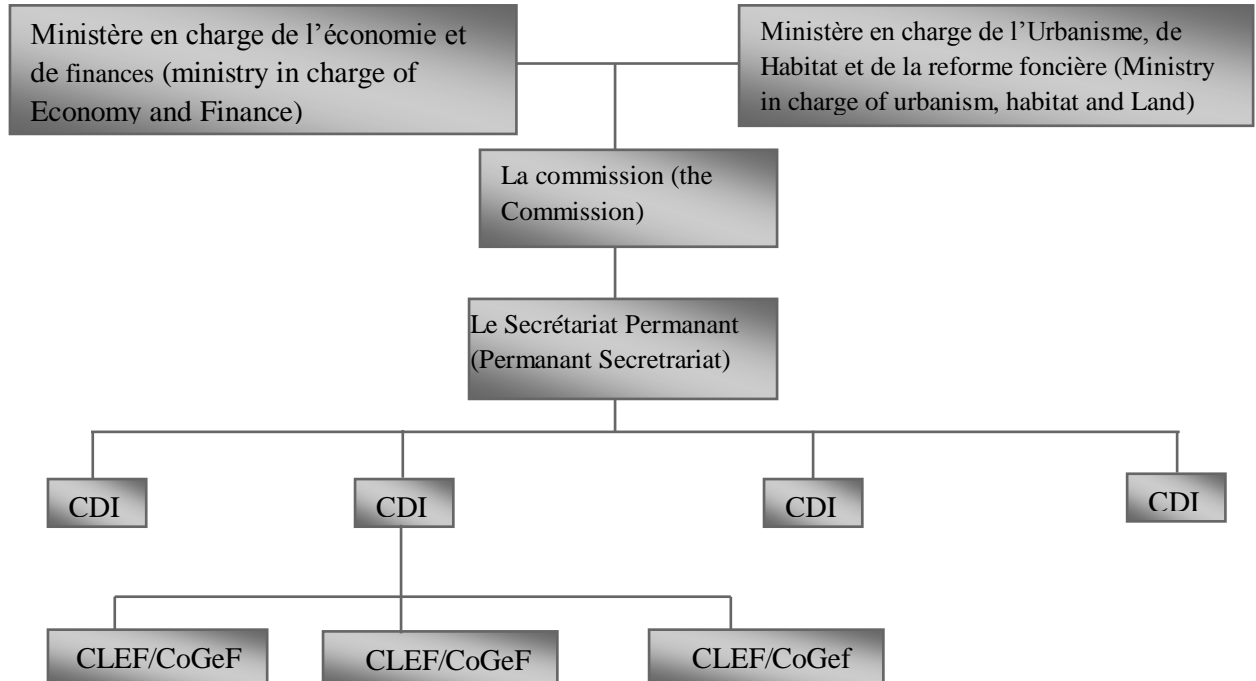 Ministère en charge de l’économie et
de finances (ministry in charge of
Economy and Finance)
Ministère en charge de l’Urbanisme, de
Habitat et de la reforme foncière (Ministry
in charge of urbanism, habitat and Land)
La commission (the
Commission)
Le Secrétariat Permanant
(Permanant Secretrariat)
CDI
CDI
CDI
CDI
CLEF/CoGeF
CLEF/CoGeF
CLEF/CoGef